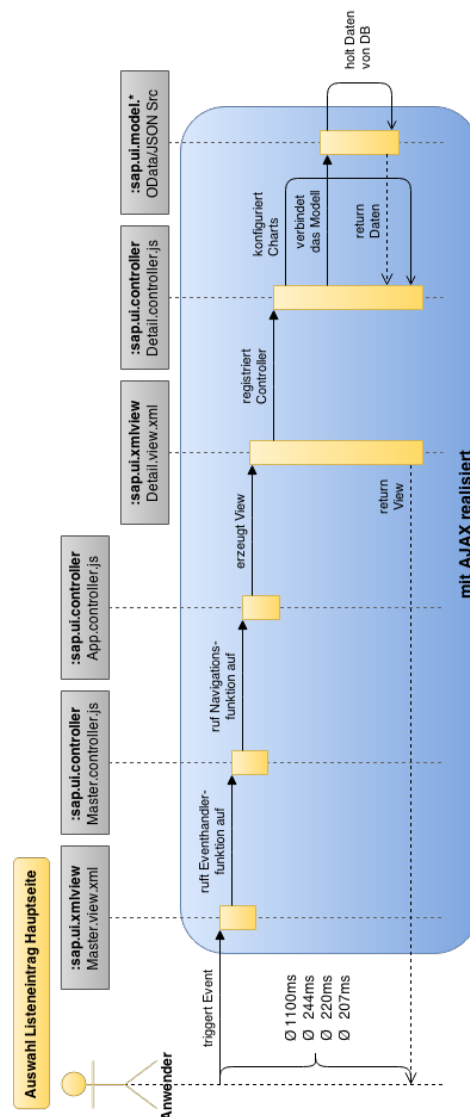 Auswahl Listeneintrag Hauptseite
:sap.ui.xmlview
Master.view.xml
:sap.ui.controller
Master.controller.js
:sap.ui.controller
App.controller.js
:sap.ui.xmlview
Detail.view.xml
:sap.ui.controller
Detail.controller.js
:sap.ui.model.*
OData/JSON Src
Anwender
triggert Event
ruft Eventhandler-
funktion auf
ruf Navigations-
funktion auf
erzeugt View
registriert
Controller
konfiguriert
Charts
verbindet
das Modell
holt Daten
von DB
return
Daten
return
View
Ø 1100ms
Ø 244ms
Ø 220ms
Ø 207ms
mit AJAX realisiert